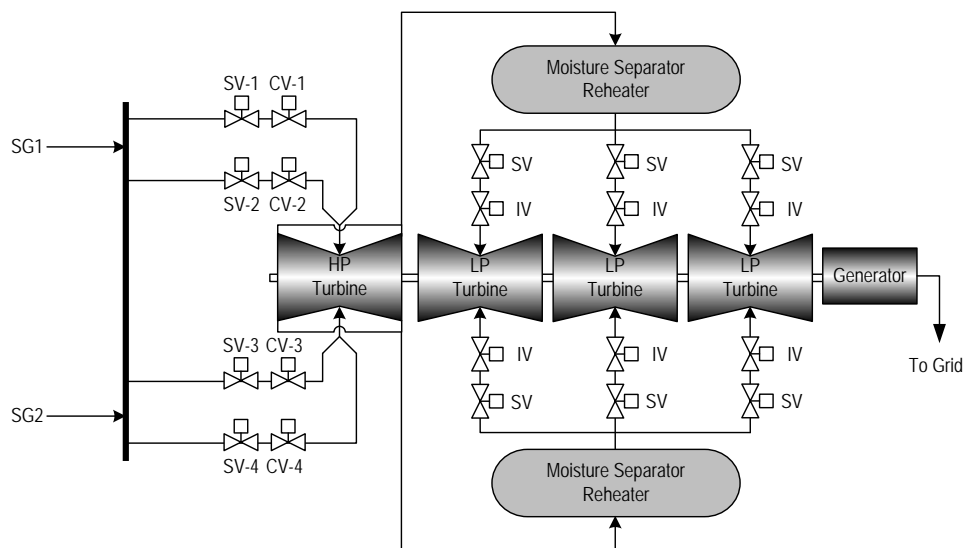 Moisture Separator
Reheater
SV-1 CV-1
SG1
SV SV SV
SV-2 CV-2
IV IV IV
HP
Turbine
LP
Turbine
LP
Turbine
LP
Turbine
Generator
SV-3 CV-3
IV IV IV
To Grid
SV SV SV
SG2
SV-4 CV-4
Moisture Separator
Reheater